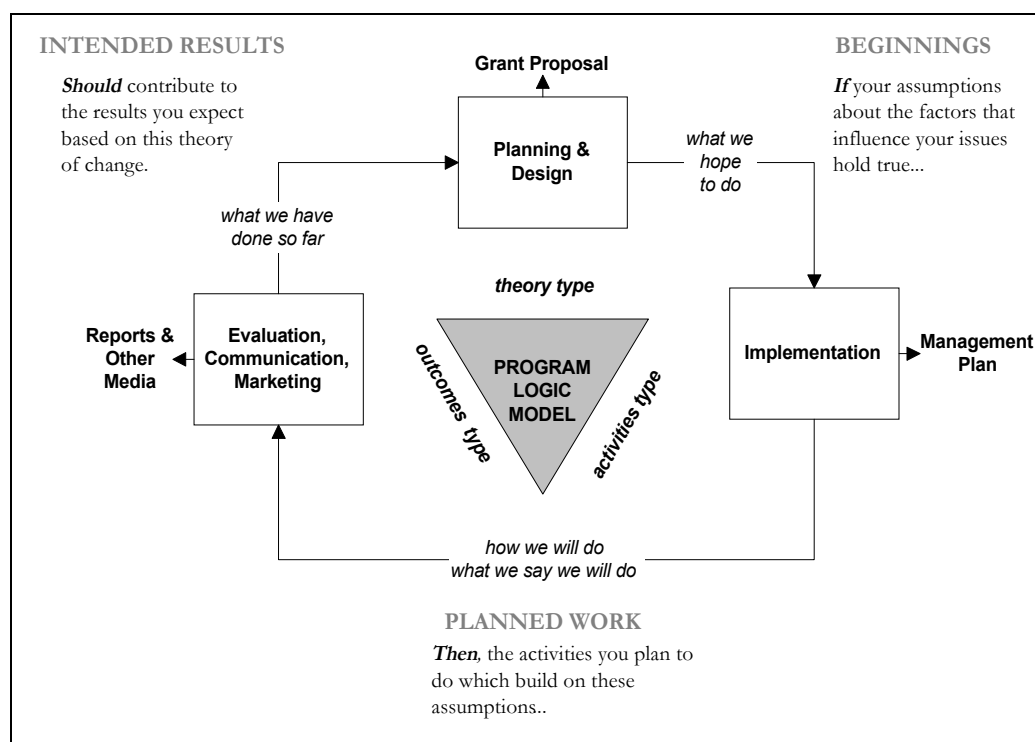 INTENDED RESULTS
Should contribute to
the results you expect
based on this theory
of change.
BEGINNINGS
If your assumptions
about the factors that
influence your issues
hold true...
Grant Proposal
Planning &
Design
what we
hope
to do
what we have
done so far
theory type
Reports &
Other
Media
Evaluation,
Communication,
Marketing
outcomes type
PROGRAM
LOGIC
MODEL
activities type
Implementation
Management
Plan
how we will do
what we say we will do
PLANNED WORK
Then, the activities you plan to
do which build on these
assumptions..